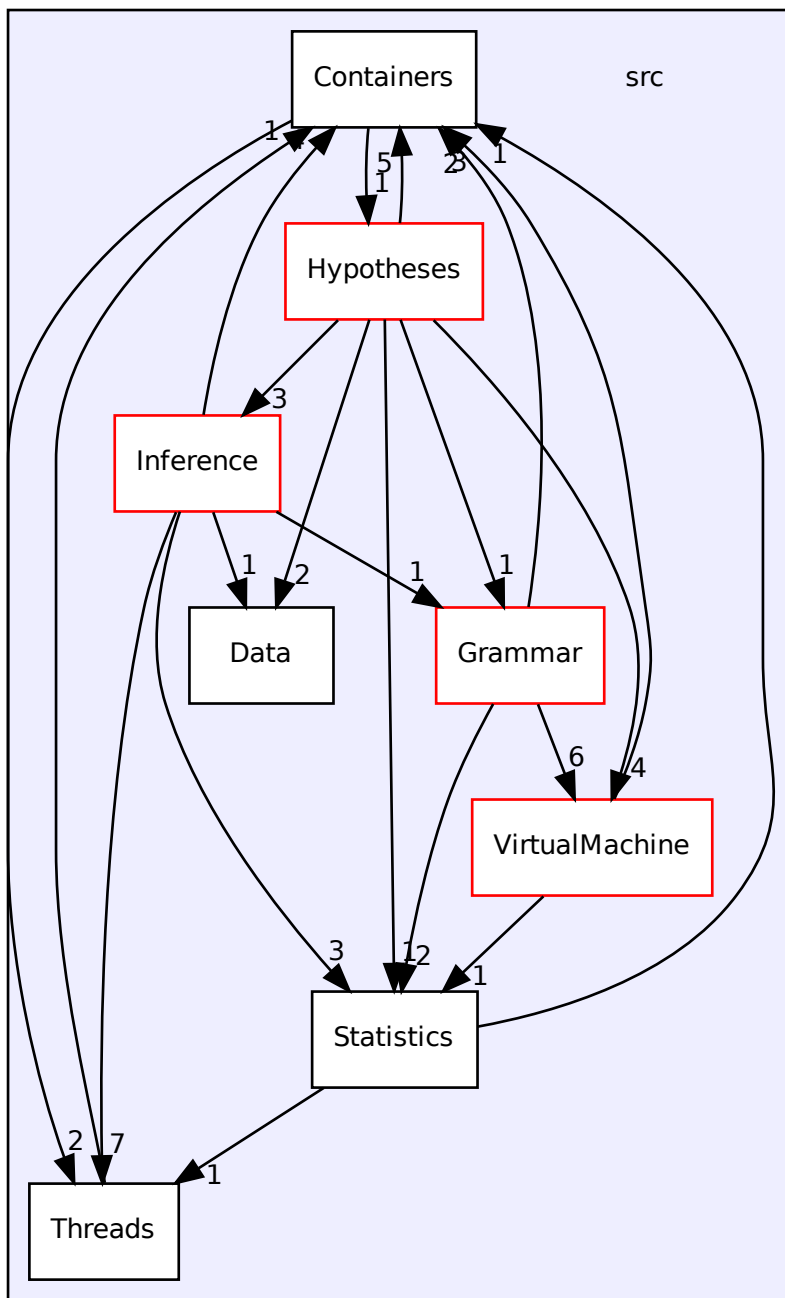 Containers
src
1
4
5
1
2
3
1
Hypotheses
3
Inference
1
2
1
1
Data
Grammar
6
4
VirtualMachine
3
1
2
1
Statistics
2
7
1
Threads